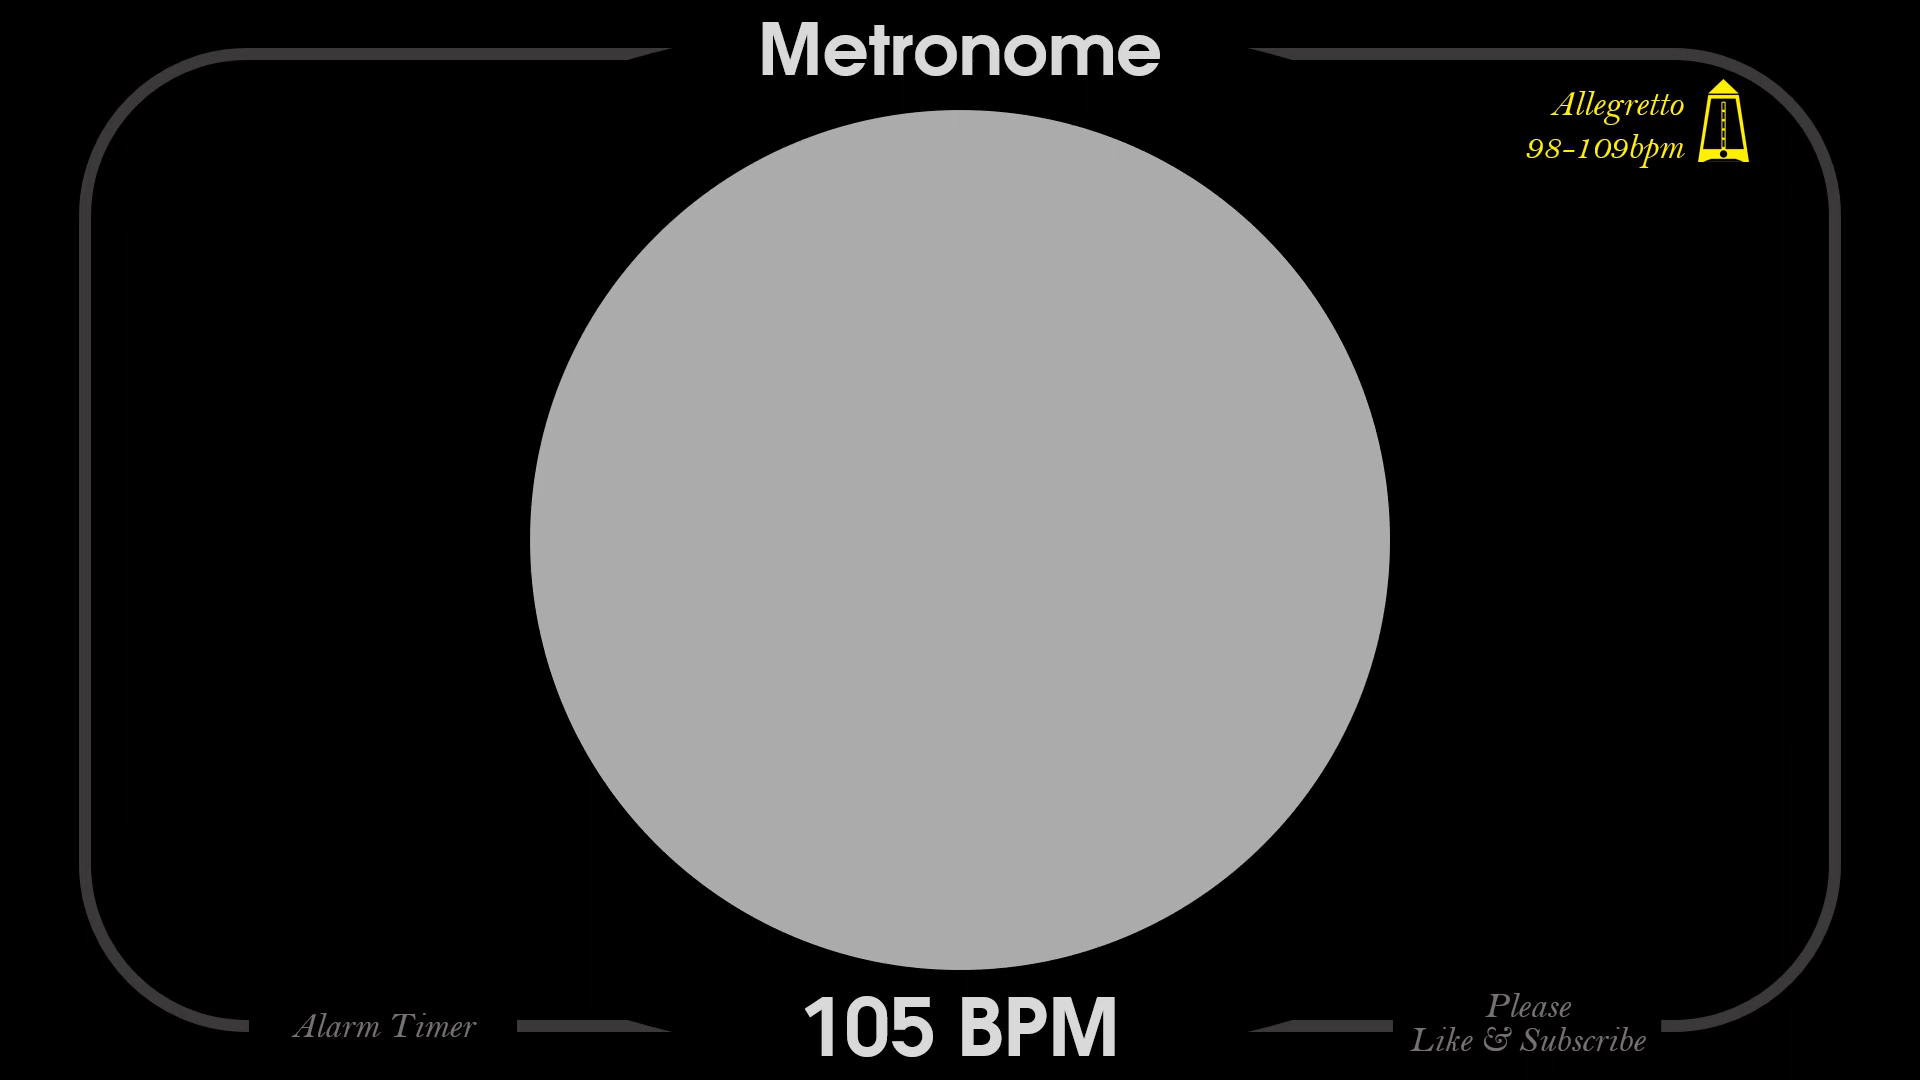 Metronome
Allegretto
98-109bpm
105 BPM
Alarm Timer
Please
Like & Subscribe